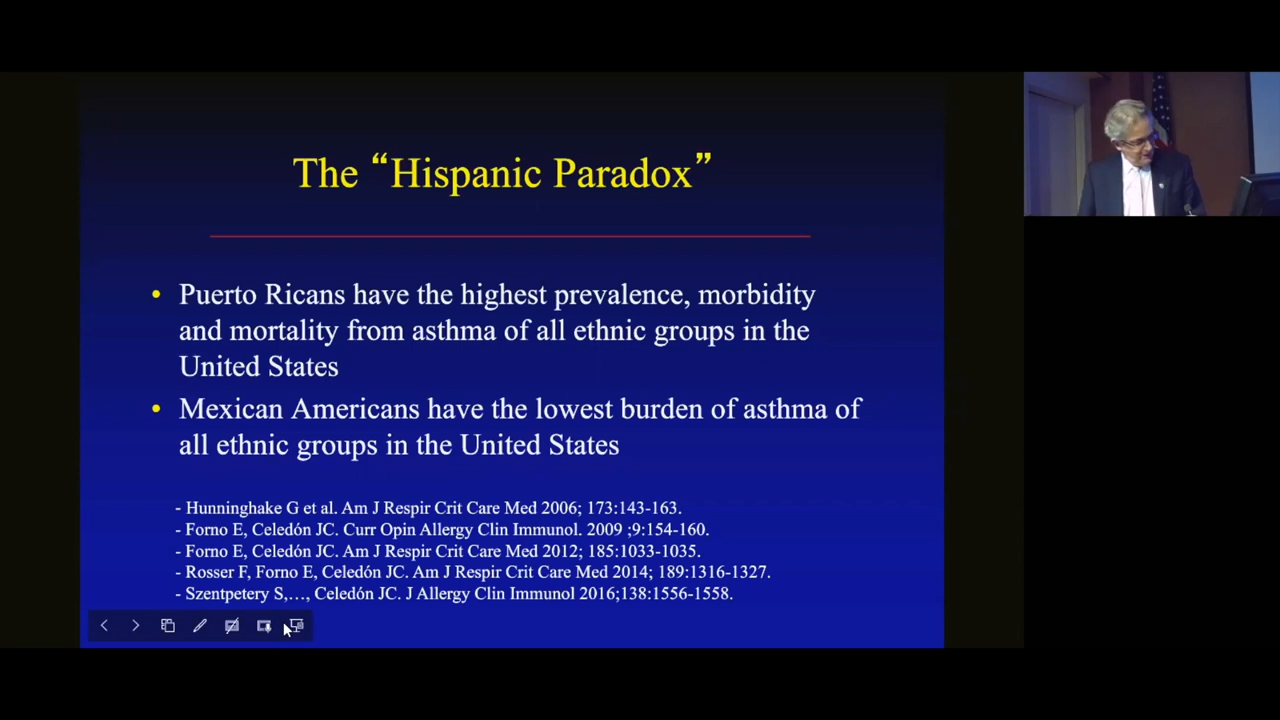 The “Hispanic Paradox”
• Puerto Ricans have the highest prevalence, morbidity
and mortality from asthma of all ethnic groups in the
United States
• Mexican Americans have the lowest burden of asthma of
all ethnic groups in the United States
- Hunninghake G et al. Am J Respir Crit Care Med 2006; 173:143-163.
- Forno E, Celedón JC. Curr Opin Allergy Clin Immunol. 2009 ;9:154-160.
- Forno E, Celedón JC. Am J Respir Crit Care Med 2012; 185:1033-1035.
- Rosser F, Forno E, Celedón JC. Am J Respir Crit Care Med 2014; 189:1316-1327.
- Szentpetery S,…, Celedón JC. J Allergy Clin Immunol 2016;138:1556-1558.